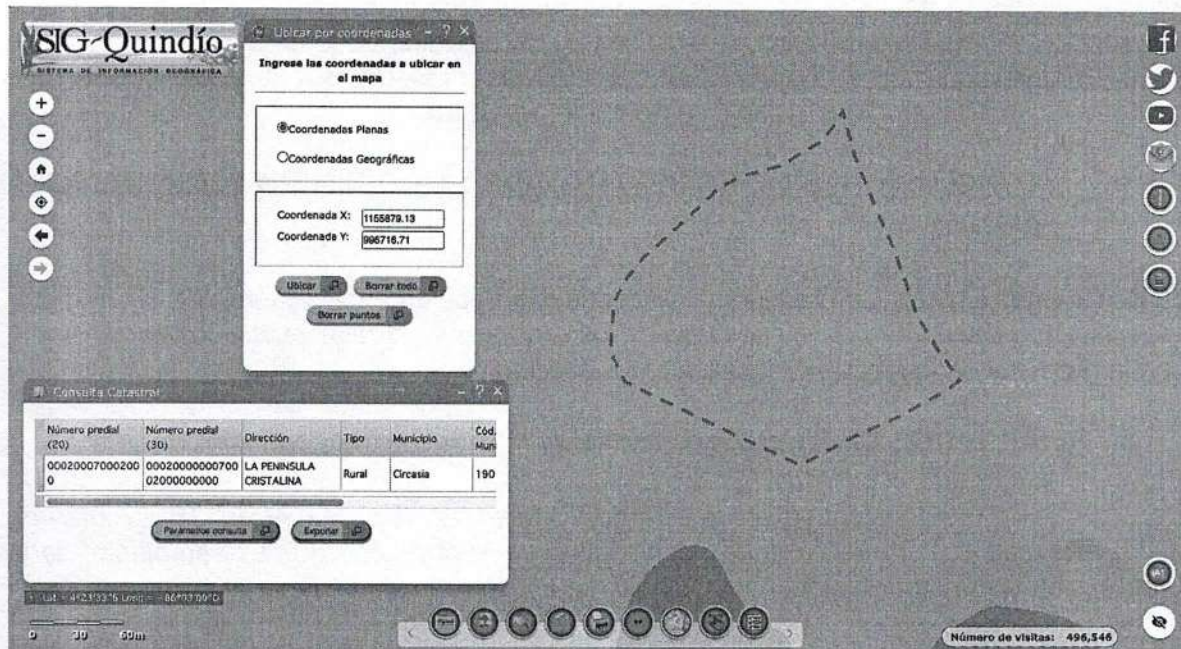 SIG-Quindío
SISTEMA DE INFORMACIÓN GEOGRÁFICA
Ubicar por coordenadas
Ingrese las coordenadas a ubicar en
el mapa
Coordenadas Planas
Coordenadas Geográficas
Coordenada X: 1155879.13
Coordenada Y: 996716.71
Ubicar
Borrar todo
Borrar puntos
Consulta Catastral
Número predial (20) Número predial (30) Dirección Tipo Municipio Cód. Muni
00020007000200 00020000000700 LA PENINSULA Rural Circasia 190
0 02000000000 CRISTALINA
Parámetros consulta
Exportar
0 30 60m
Número de visitas: 496,546